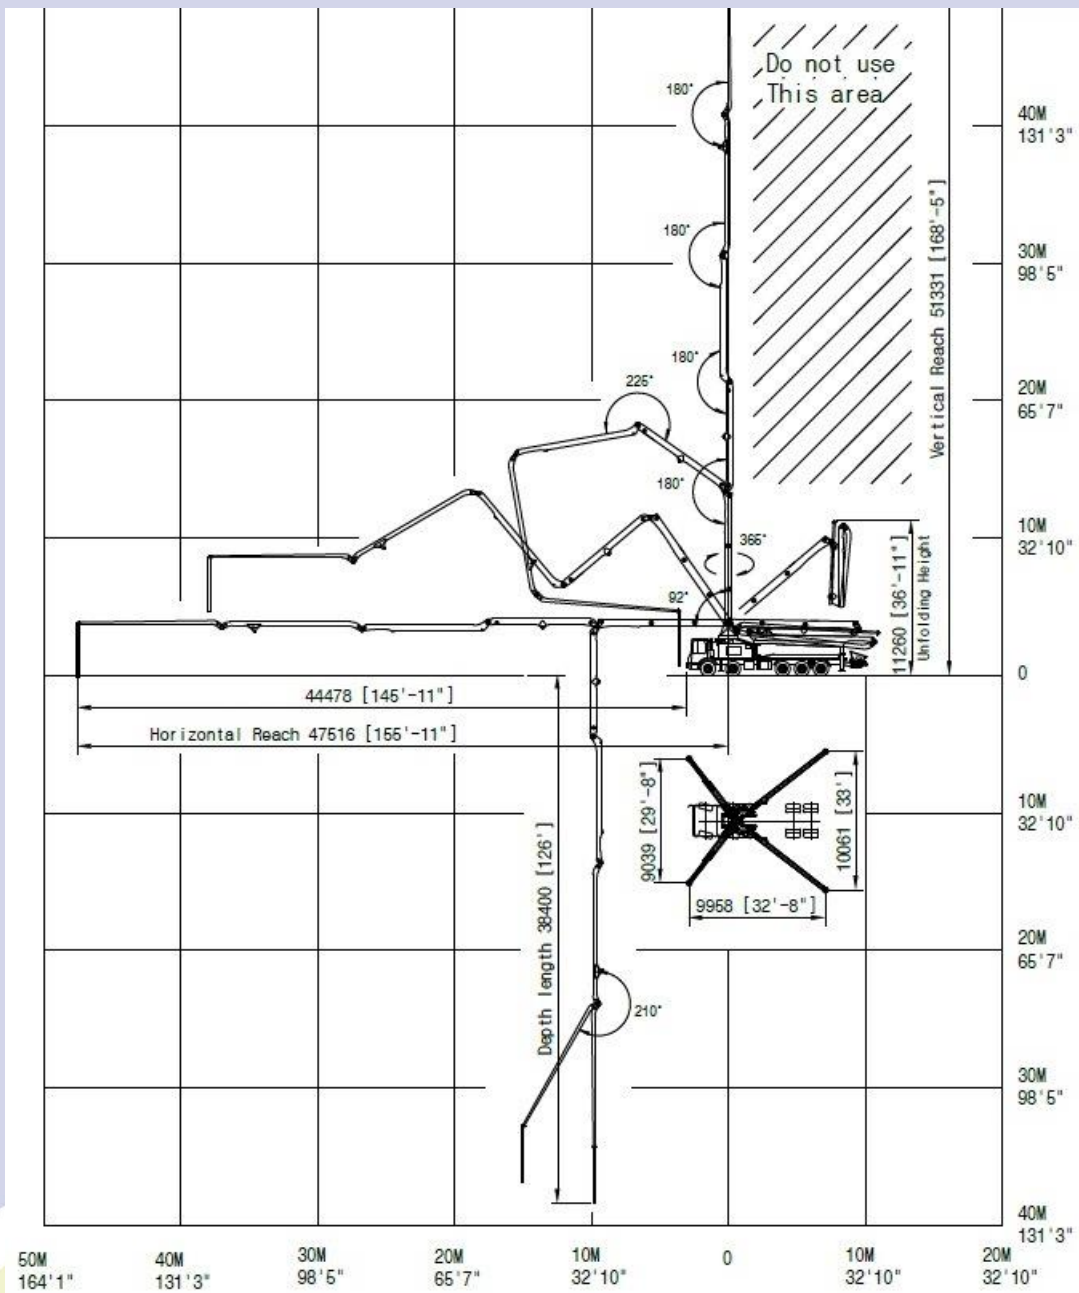 Do not use
This area
180°
40M
131'3"
180°
30M
98'5"
Vertical Reach 51331 [168'-5"]
180°
225°
20M
65'7"
180°
365°
10M
32'10"
11260 [36'-11"]
Unfolding Height
92°
0
44478 [145'-11"]
Horizontal Reach 47516 [155'-11"]
9039 [29'-8"]
10061 [33']
10M
32'10"
9958 [32'-8"]
Depth length 38400 [126']
20M
65'7"
210°
30M
98'5"
40M
131'3"
50M
164'1"
40M
131'3"
30M
98'5"
20M
65'7"
10M
32'10"
0
10M
32'10"
20M
32'10"